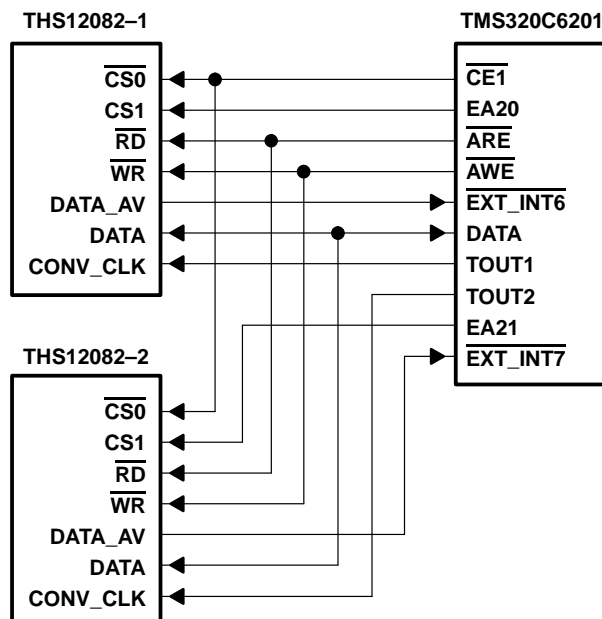 THS12082–1
CS0
CS1
RD
WR
DATA_AV
DATA
CONV_CLK
TMS320C6201
CE1
EA20
ARE
AWE
EXT_INT6
DATA
TOUT1
TOUT2
EA21
EXT_INT7
THS12082–2
CS0
CS1
RD
WR
DATA_AV
DATA
CONV_CLK